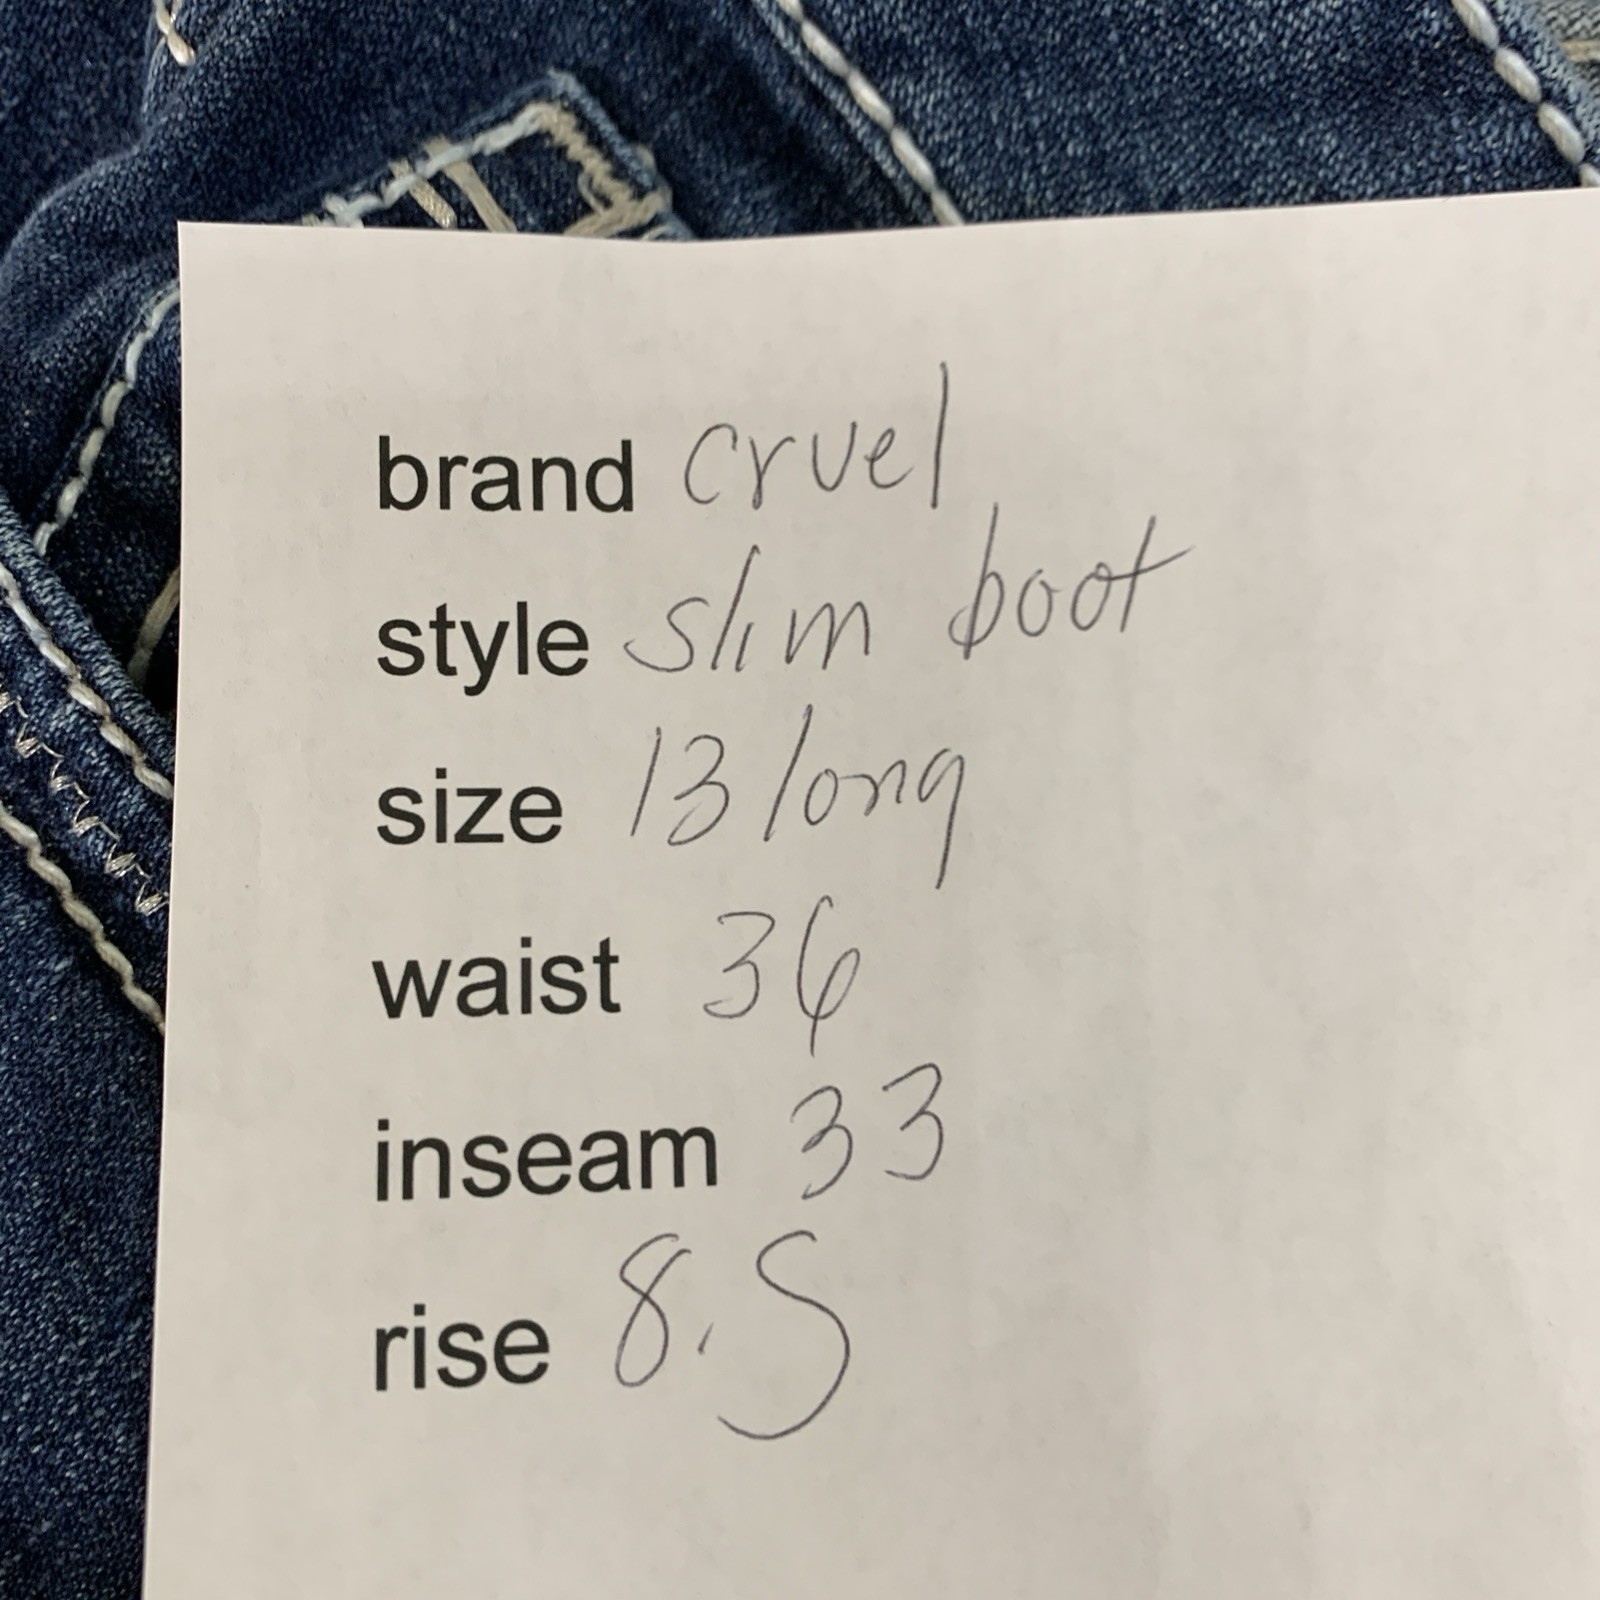 brand cruel
style slim boot
size 13 long
waist 36
inseam 33
rise 8.5